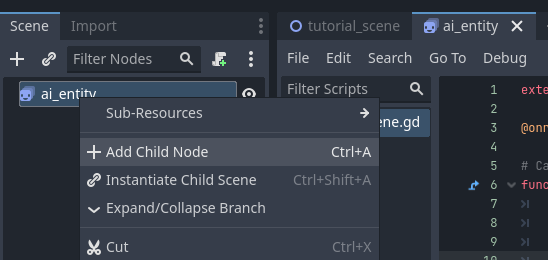 Scene Import
tutorial_scene ai_entity
Filter Nodes
File Edit Search Go To Debug
ai_entity
Filter Scripts
1 exte
Sub-Resources
ene.gd
2
3 @onr
Add Child Node Ctrl+A
4
Instantiate Child Scene Ctrl+Shift+A
5 # Ca
6 func
Expand/Collapse Branch
7
8
Cut Ctrl+X
9
10